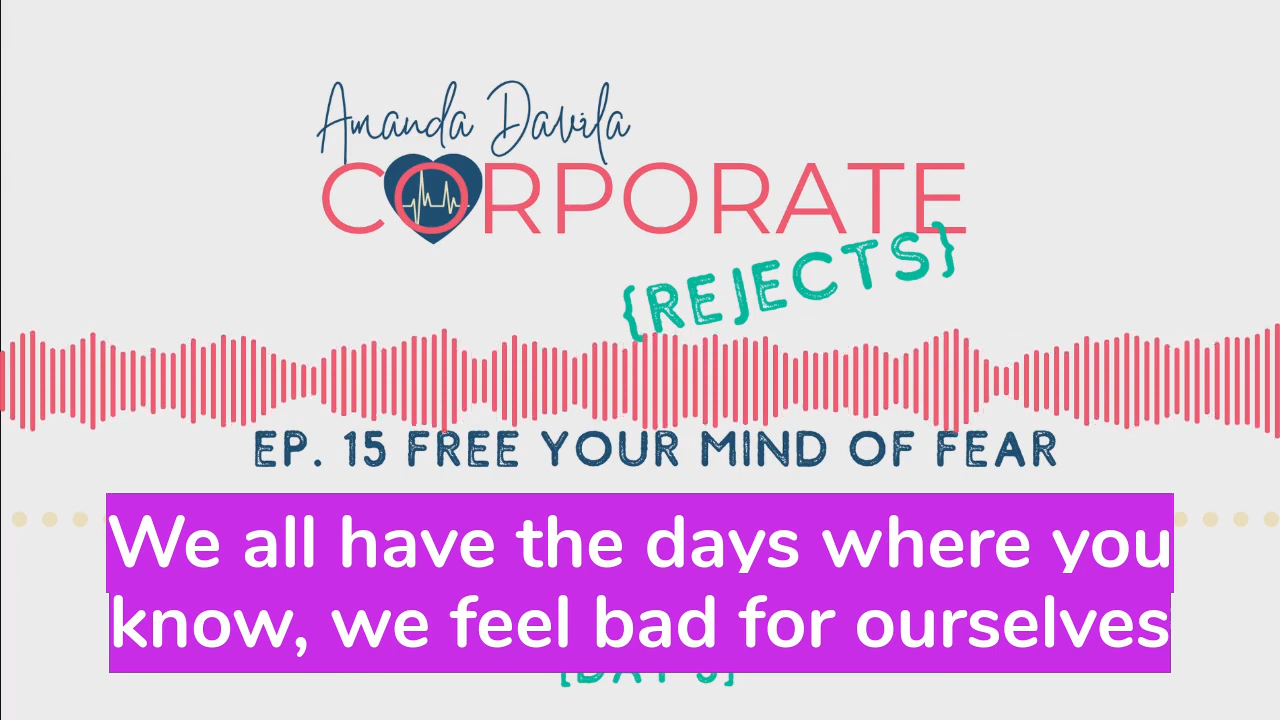 Amanda Davila
CORPORATE
{REJECTS}
EP. 15 FREE YOUR MIND OF FEAR
We all have the days where you
know, we feel bad for ourselves